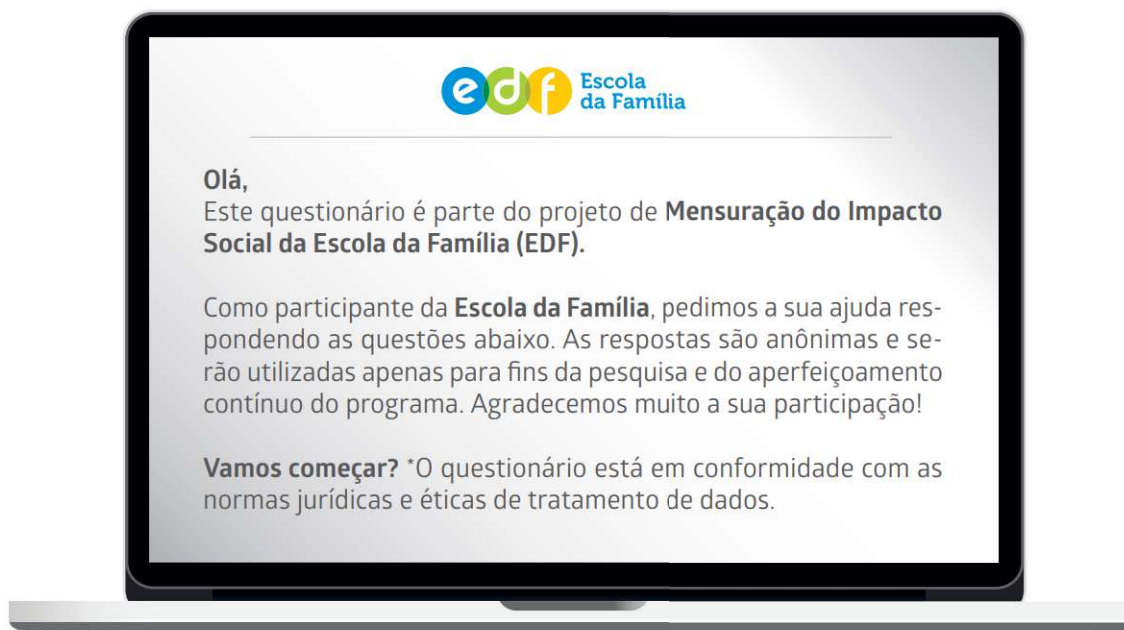 edf Escola
da Família
Olá,
Este questionário é parte do projeto de Mensuração do Impacto
Social da Escola da Família (EDF).
Como participante da Escola da Família, pedimos a sua ajuda res-
pondendo as questões abaixo. As respostas são anônimas e se-
rão utilizadas apenas para fins da pesquisa e do aperfeiçoamento
contínuo do programa. Agradecemos muito a sua participação!
Vamos começar? *O questionário está em conformidade com as
normas jurídicas e éticas de tratamento de dados.